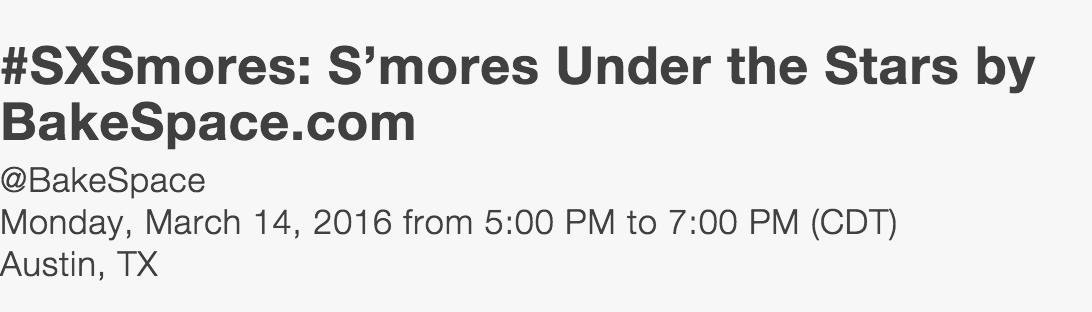 #SXSmores: S’mores Under the Stars by
BakeSpace.com
@BakeSpace
Monday, March 14, 2016 from 5:00 PM to 7:00 PM (CDT)
Austin, TX